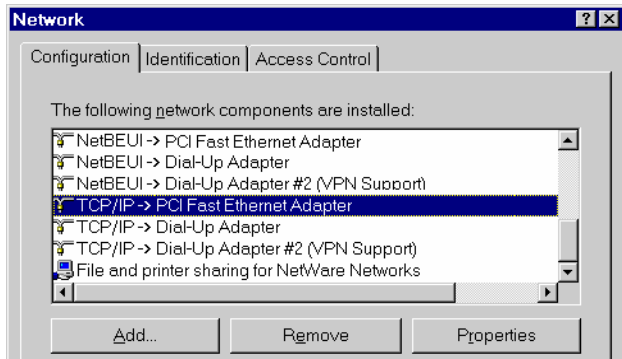 Network
Configuration Identification Access Control
The following network components are installed:
NetBEUI -> PCI Fast Ethernet Adapter
NetBEUI -> Dial-Up Adapter
NetBEUI -> Dial-Up Adapter #2 (VPN Support)
TCP/IP -> PCI Fast Ethernet Adapter
TCP/IP -> Dial-Up Adapter
TCP/IP -> Dial-Up Adapter #2 (VPN Support)
File and printer sharing for NetWare Networks
Add... Remove Properties